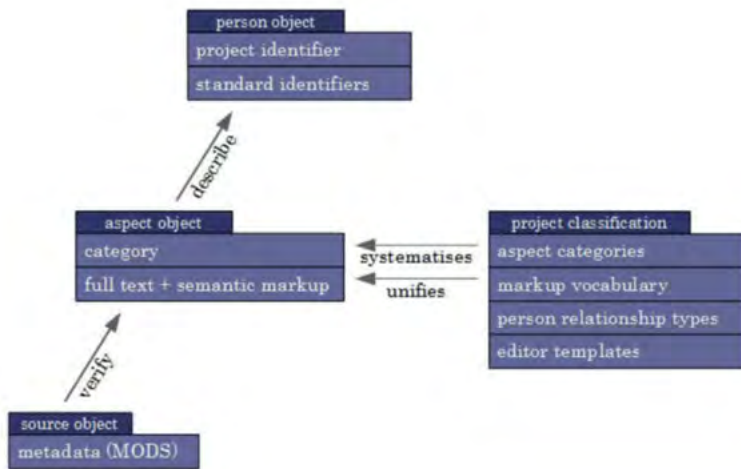 person object
project identifier
standard identifiers
describe
aspect object
category
full text + semantic markup
systematises
unifies
project classification
aspect categories
markup vocabulary
person relationship types
editor templates
verify
source object
metadata (MODS)